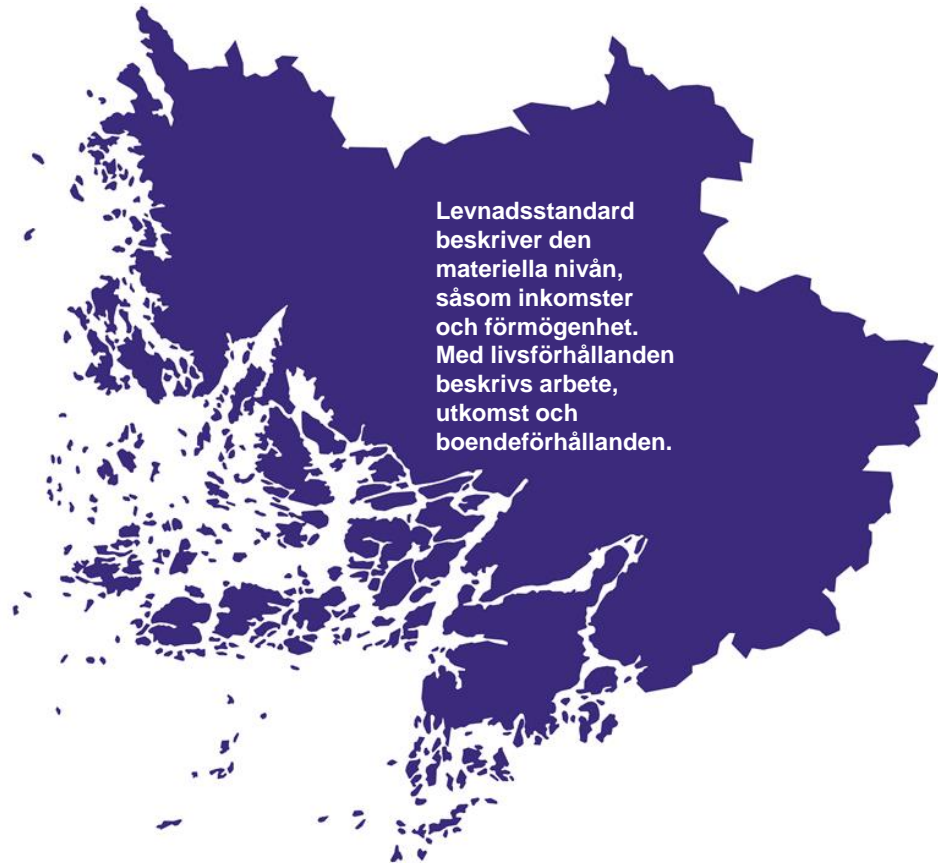 Levnadsstandard
beskriver den
materiella nivån,
såsom inkomster
och förmögenhet.
Med livsförhållanden
beskrivs arbete,
utkomst och
boendeförhållanden.